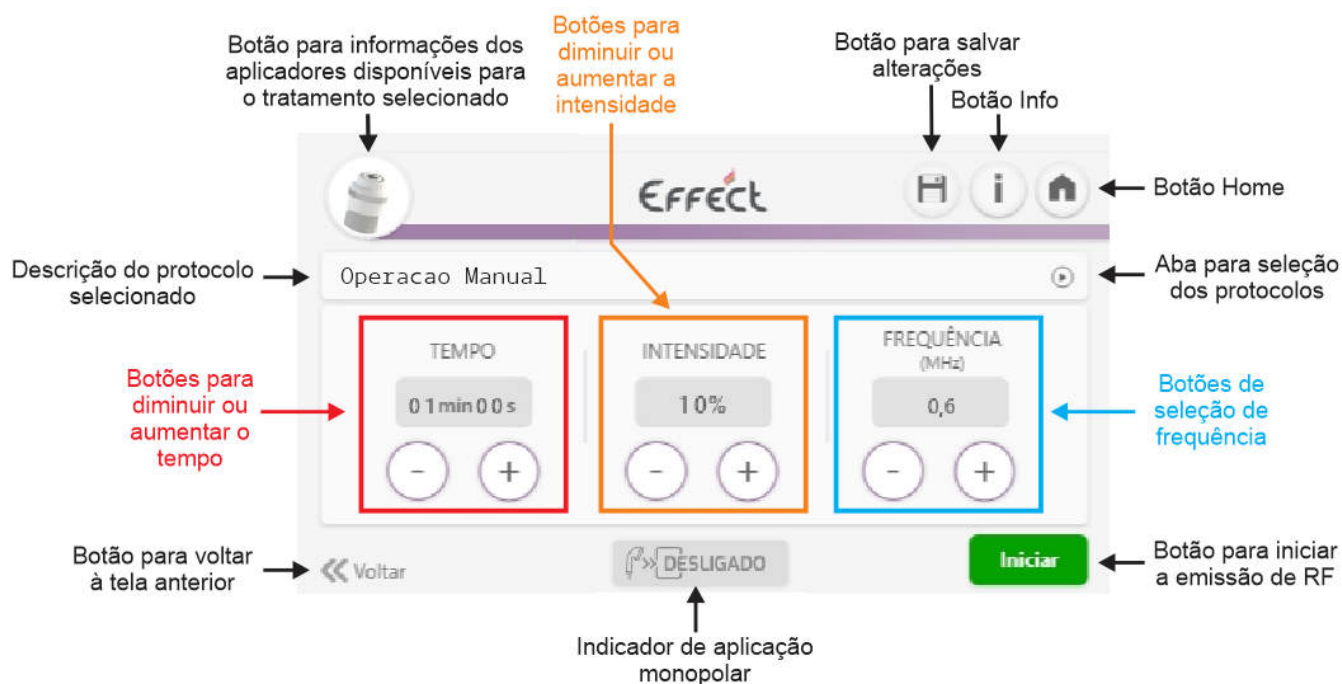 Botão para informações dos
aplicadores disponíveis para
o tratamento selecionado
Botões para
diminuir ou
aumentar a
intensidade
Botão para salvar
alterações
Botão Info
Effect
i
Botão Home
Descrição do protocolo
selecionado
Operacao Manual
Aba para seleção
dos protocolos
Botões para
diminuir ou
aumentar o
tempo
TEMPO
01min00s
- +
INTENSIDADE
10%
- +
FREQUÊNCIA
(MHz)
0,6
- +
Botões de
seleção de
frequência
Botão para voltar
à tela anterior
Voltar
DESLIGADO
Iniciar
Botão para iniciar
a emissão de RF
Indicador de aplicação
monopolar